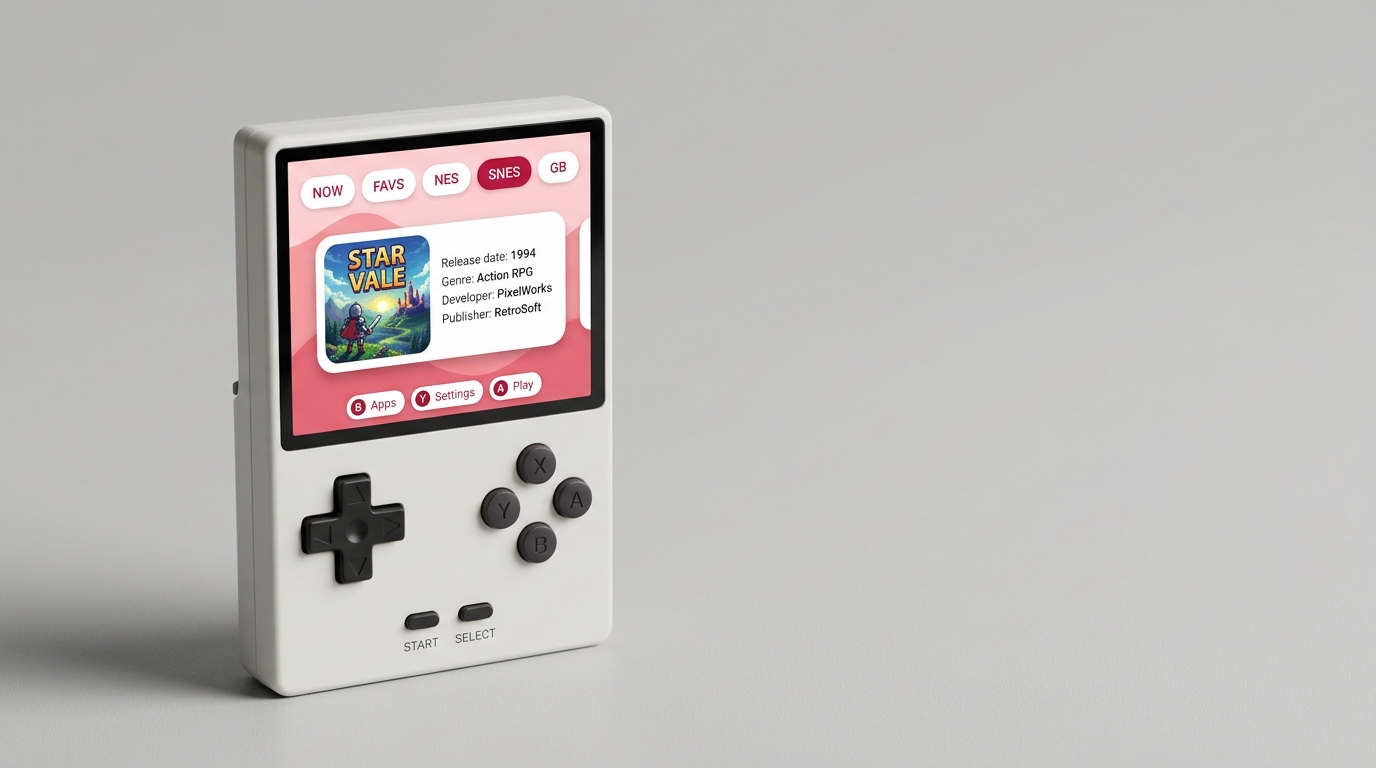 NOW FAVS NES SNES GB
STAR
VALE
Release date: 1994
Genre: Action RPG
Developer: PixelWorks
Publisher: RetroSoft
B Apps Y Settings A Play
X
Y A
B
START SELECT